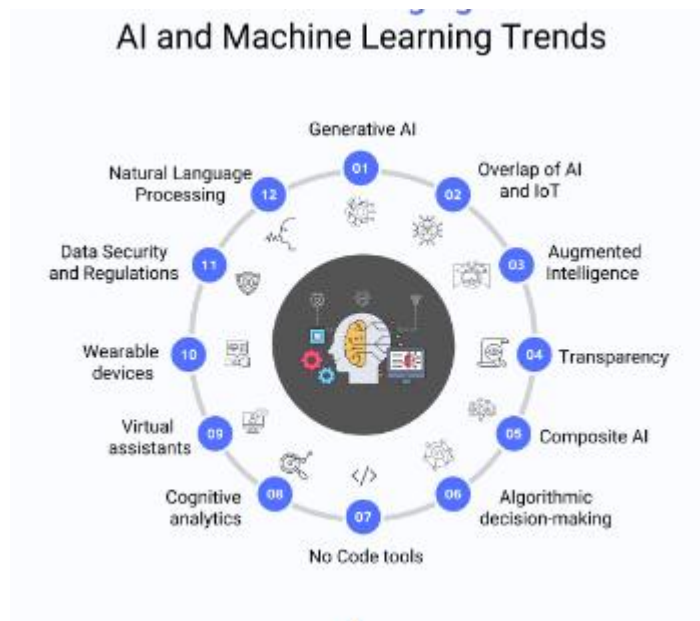 AI and Machine Learning Trends
Generative AI
01
Overlap of AI
and IoT
02
Augmented
Intelligence
03
Transparency
04
Composite AI
05
Algorithmic
decision-making
06
No Code tools
07
Cognitive
analytics
08
Virtual
assistants
09
Wearable
devices
10
Data Security
and Regulations
11
Natural Language
Processing
12